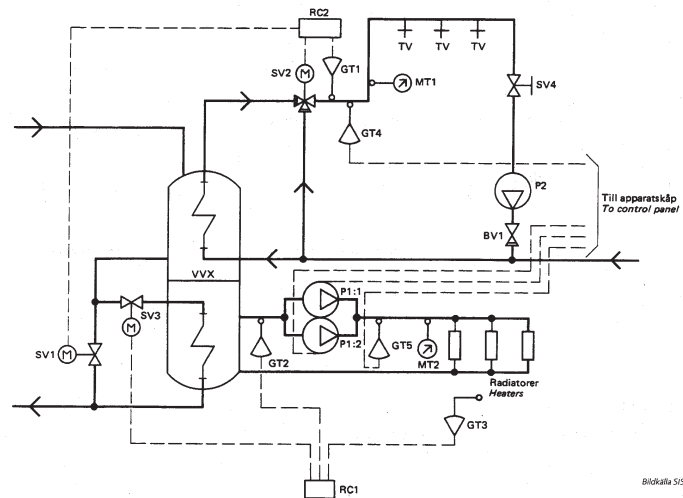 RC2
M
SV2
M
GT1
MT1
TV
TV
TV
SV4
GT4
P2
Till apparatskåp
To control panel
BV1
VVX
P1:1
P1:2
SV3
M
SV1
M
GT2
GT5
MT2
Radiatorer
Heaters
GT3
RC1
Bildkälla SIS